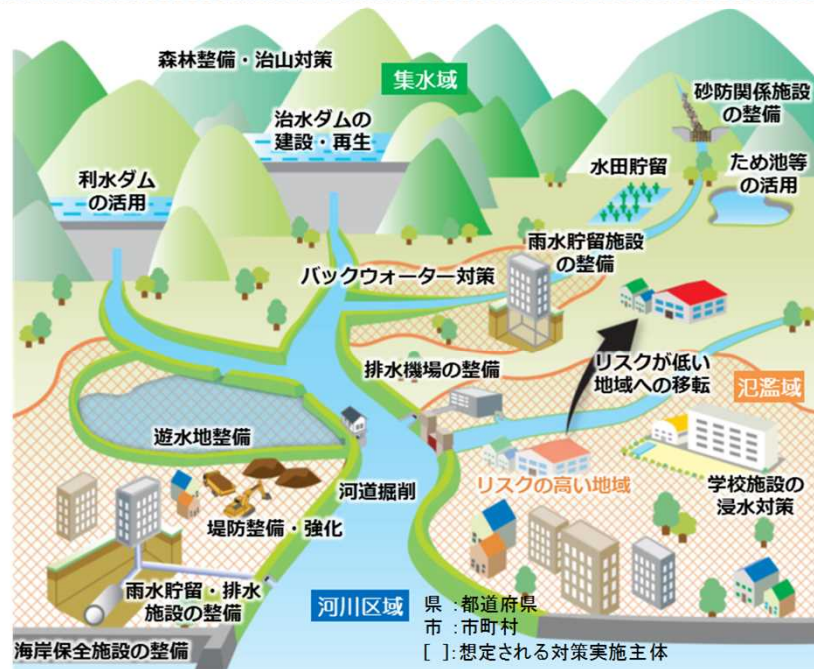 森林整備・治山対策
集水域
砂防関係施設
の整備
治水ダムの
建設・再生
水田貯留
ため池等
の活用
利水ダム
の活用
雨水貯留施設
の整備
バックウォーター対策
排水機場の整備
リスクが低い
地域への移転
氾濫域
遊水地整備
リスクの高い地域
学校施設の
浸水対策
河道掘削
堤防整備・強化
雨水貯留・排水
施設の整備
河川区域
県 :都道府県
市 :市町村
[ ]:想定される対策実施主体
海岸保全施設の整備